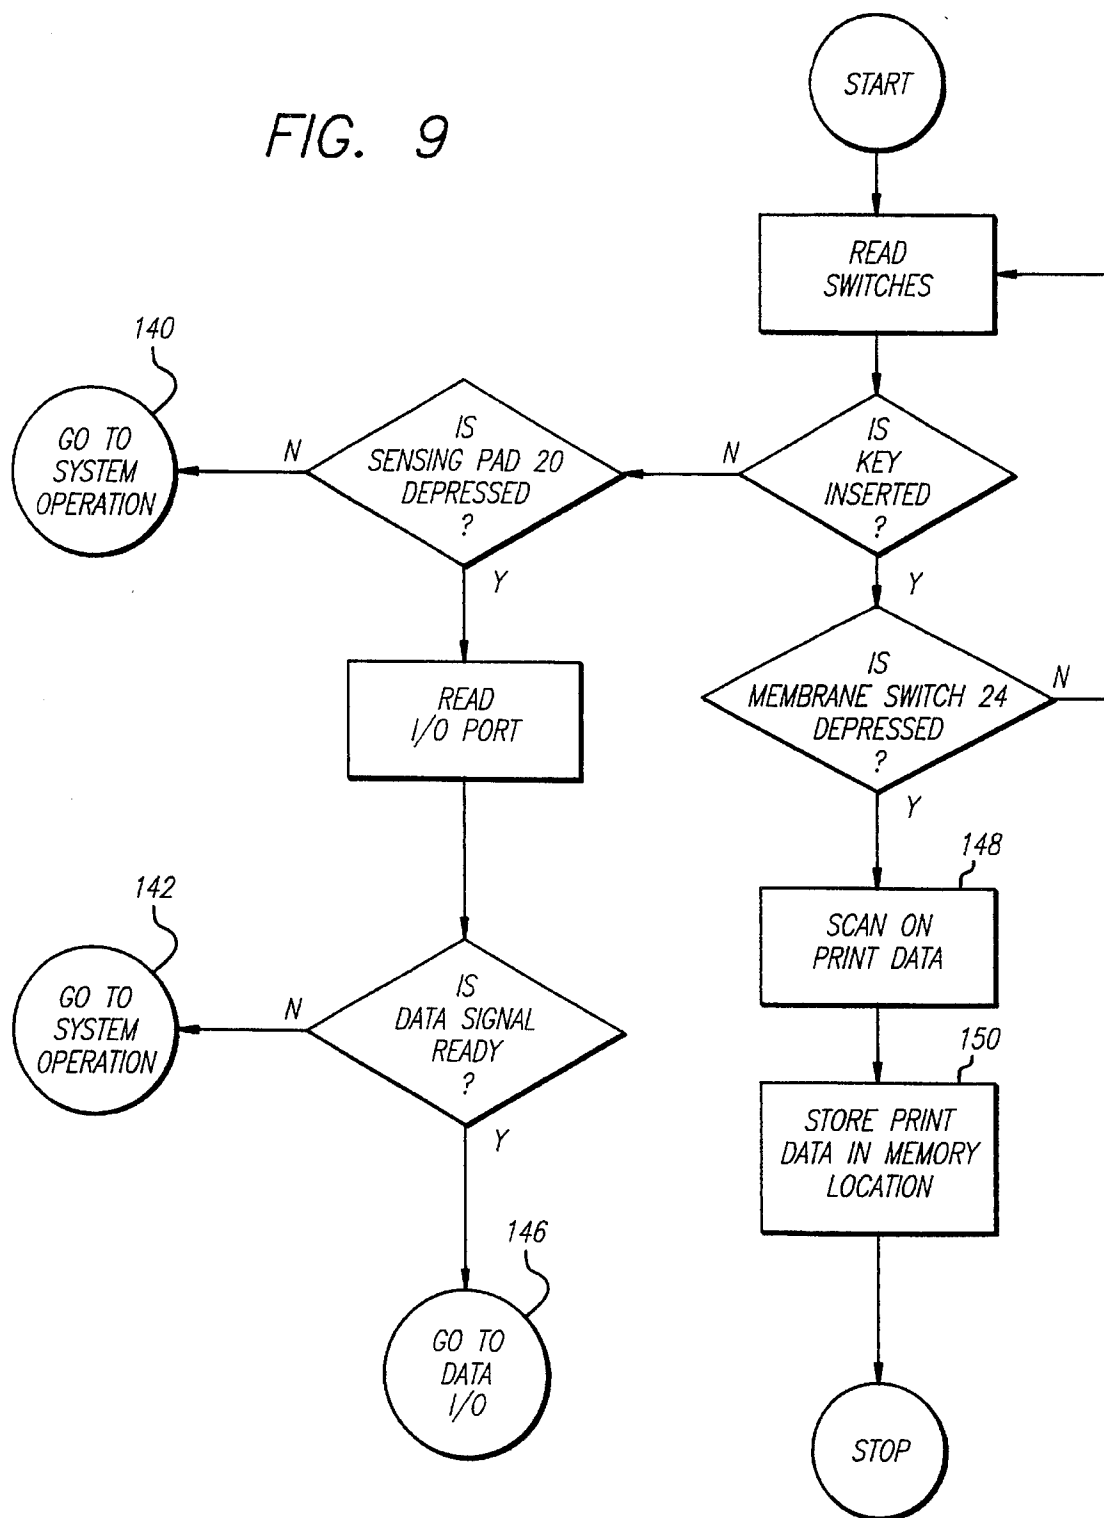 FIG. 9
START
READ
SWITCHES
IS
KEY
INSERTED
?
N
Y
IS
SENSING PAD 20
DEPRESSED
?
N
Y
140
GO TO
SYSTEM
OPERATION
READ
I/O PORT
IS
MEMBRANE SWITCH 24
DEPRESSED
?
N
Y
148
SCAN ON
PRINT DATA
142
GO TO
SYSTEM
OPERATION
IS
DATA SIGNAL
READY
?
N
Y
150
STORE PRINT
DATA IN MEMORY
LOCATION
146
GO TO
DATA
I/O
STOP